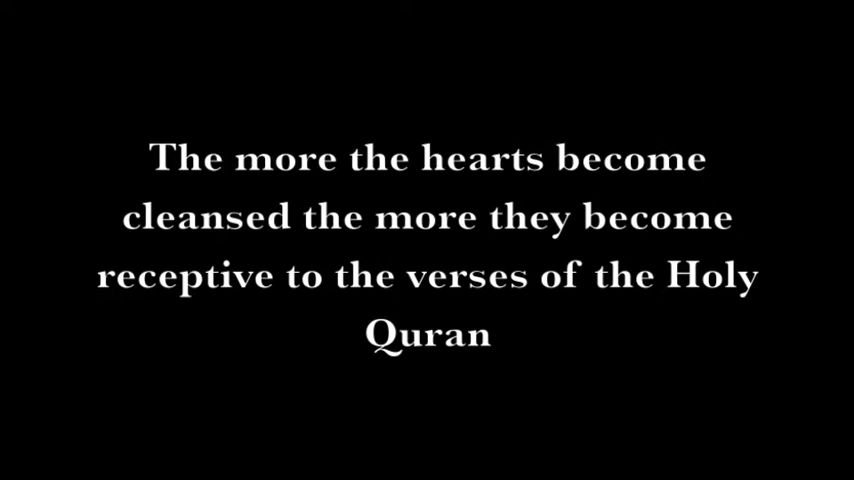 The more the hearts become
cleansed the more they become
receptive to the verses of the Holy
Quran